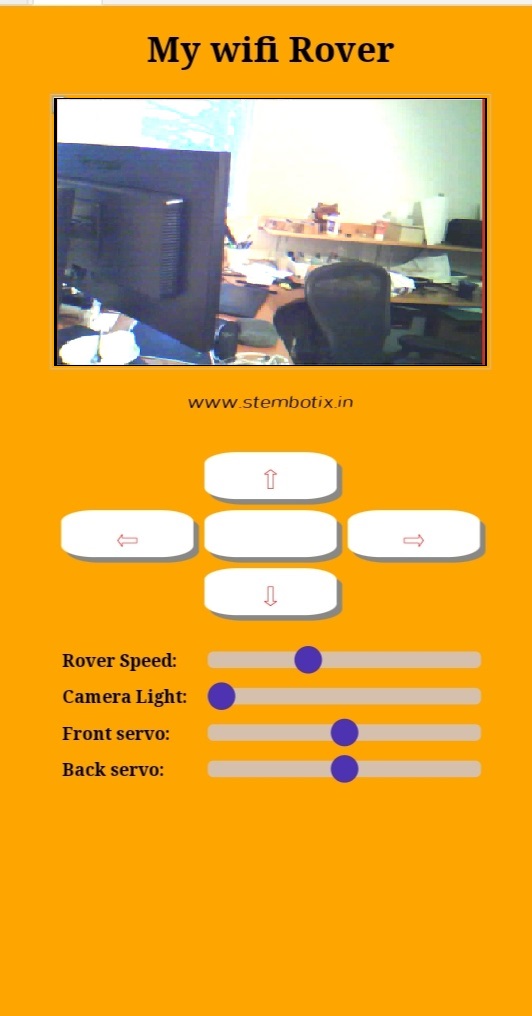 My wifi Rover
www.stembotix.in
⇧
⇦ ⇨
⇩
Rover Speed:
Camera Light:
Front servo:
Back servo: